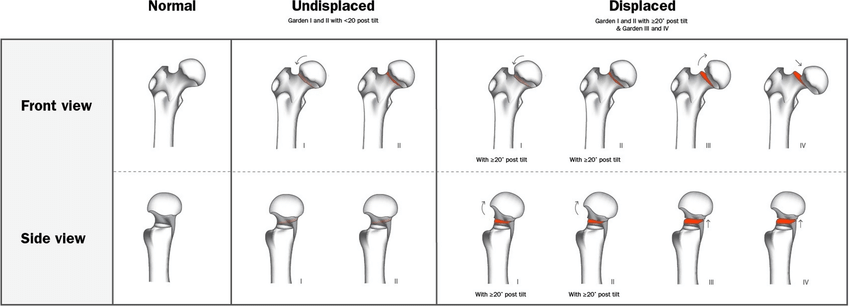 Normal
Undisplaced
Displaced
Garden I and II with <20 post tilt
Garden I and II with ≥20° post tilt
& Garden III and IV
Front view
I
II
I
II
III
IV
With ≥20° post tilt
With ≥20° post tilt
Side view
I
II
I
II
III
IV
With ≥20° post tilt
With ≥20° post tilt